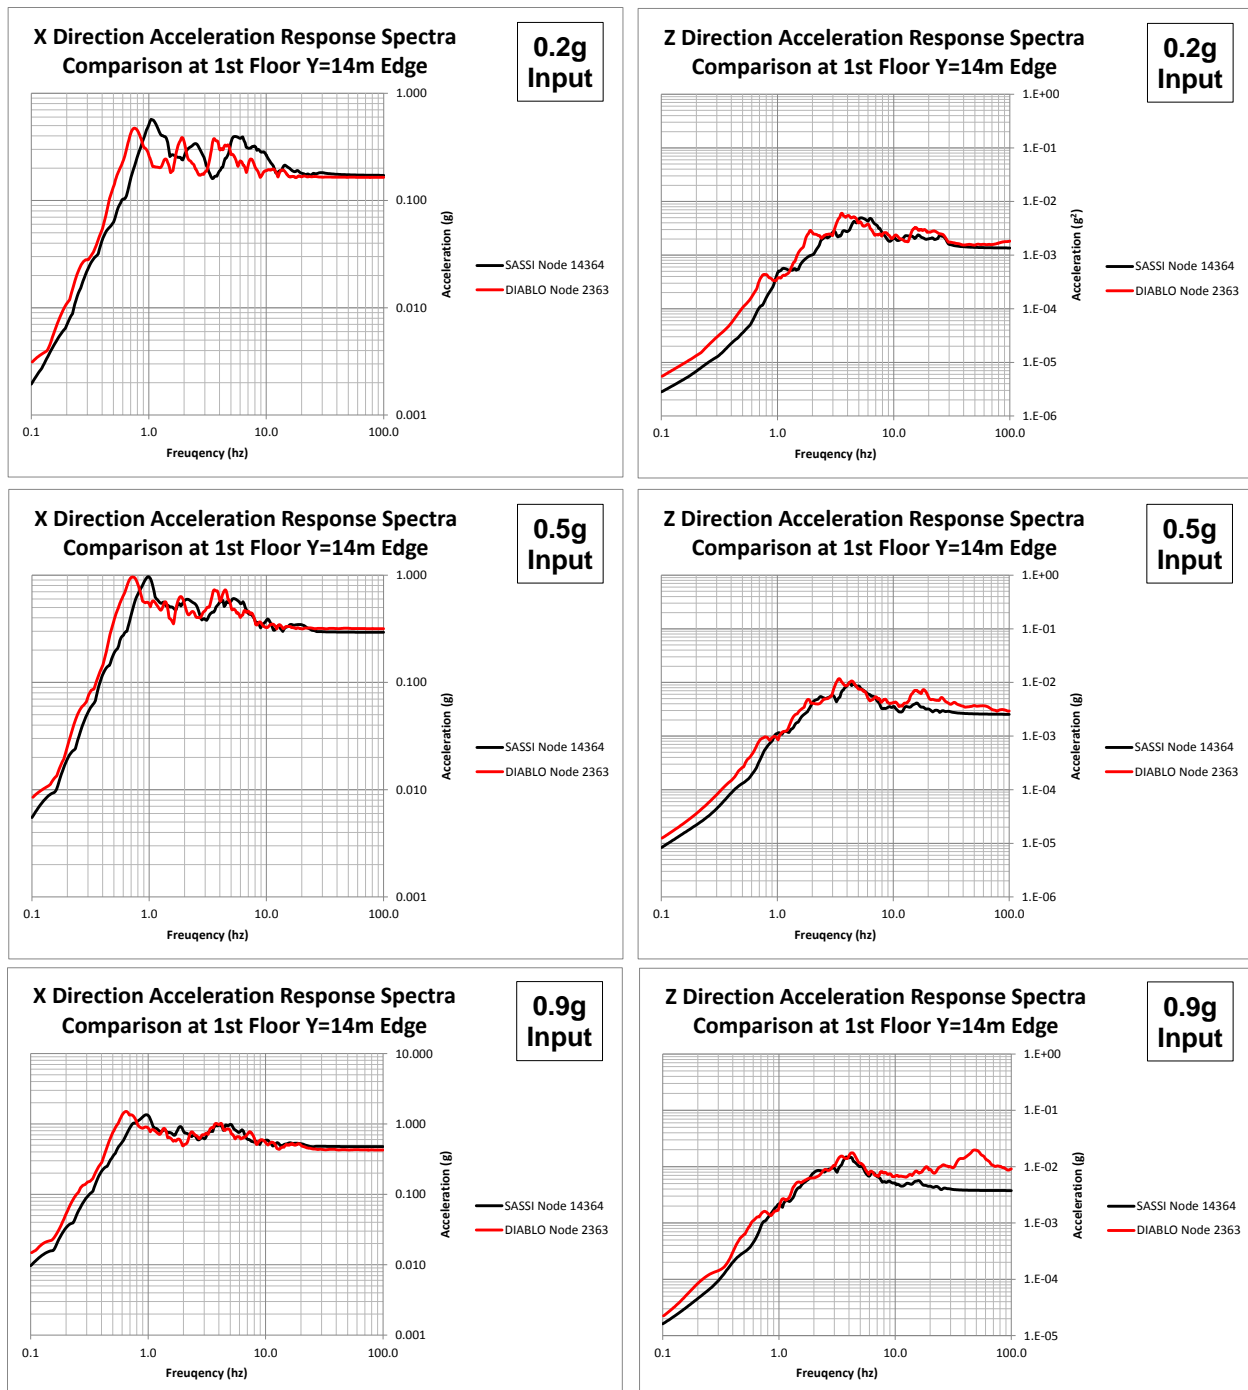 X Direction Acceleration Response Spectra
Comparison at 1st Floor Y=14m Edge
0.2g
Input
1.000
0.100
0.010
0.001
0.1
1.0
10.0
100.0
Freuqency (hz)
Acceleration (g)
SASSI Node 14364
DIABLO Node 2363
Z Direction Acceleration Response Spectra
Comparison at 1st Floor Y=14m Edge
0.2g
Input
1.E+00
1.E-01
1.E-02
1.E-03
1.E-04
1.E-05
1.E-06
0.1
1.0
10.0
100.0
Freuqency (hz)
Acceleration (g²)
SASSI Node 14364
DIABLO Node 2363
X Direction Acceleration Response Spectra
Comparison at 1st Floor Y=14m Edge
0.5g
Input
1.000
0.100
0.010
0.001
0.1
1.0
10.0
100.0
Freuqency (hz)
Acceleration (g)
SASSI Node 14364
DIABLO Node 2363
Z Direction Acceleration Response Spectra
Comparison at 1st Floor Y=14m Edge
0.5g
Input
1.E+00
1.E-01
1.E-02
1.E-03
1.E-04
1.E-05
1.E-06
0.1
1.0
10.0
100.0
Freuqency (hz)
Acceleration (g)
SASSI Node 14364
DIABLO Node 2363
X Direction Acceleration Response Spectra
Comparison at 1st Floor Y=14m Edge
0.9g
Input
10.000
1.000
0.100
0.010
0.001
0.1
1.0
10.0
100.0
Freuqency (hz)
Acceleration (g)
SASSI Node 14364
DIABLO Node 2363
Z Direction Acceleration Response Spectra
Comparison at 1st Floor Y=14m Edge
0.9g
Input
1.E+00
1.E-01
1.E-02
1.E-03
1.E-04
1.E-05
0.1
1.0
10.0
100.0
Freuqency (hz)
Acceleration (g)
SASSI Node 14364
DIABLO Node 2363